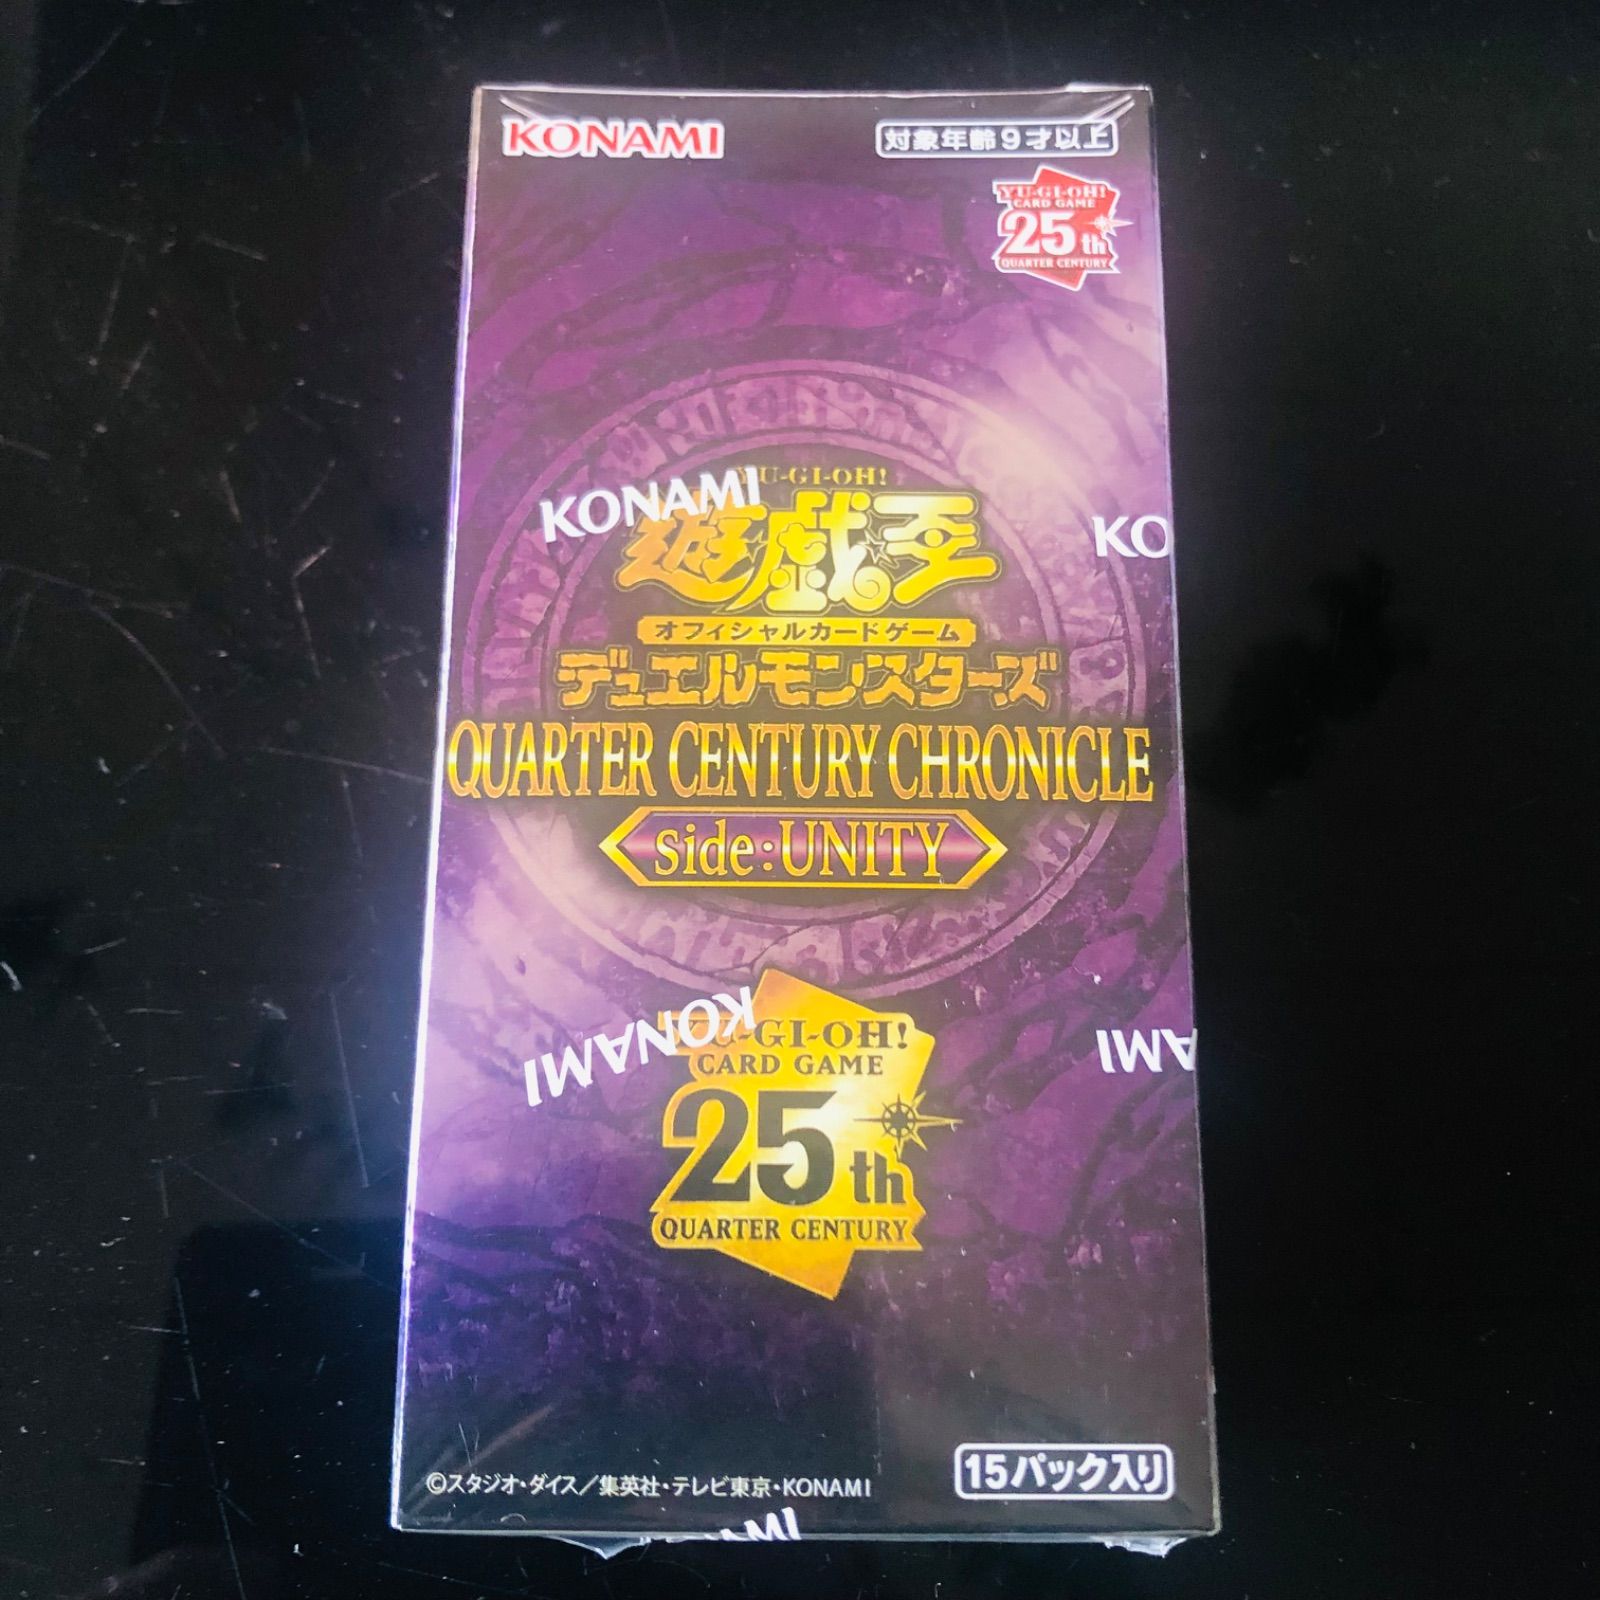 KONAMI
対象年齢9才以上
YU-GI-OH!
CARD GAME
25th
QUARTER CENTURY
YU-GI-OH!
KONAMI
KO
遊戯王
オフィシャルカードゲーム
デュエルモンスターズ
QUARTER CENTURY CHRONICLE
side:UNITY
KONAMI
AMI
YU-GI-OH!
CARD GAME
25th
QUARTER CENTURY
15パック入り
©スタジオ・ダイス/集英社・テレビ東京・KONAMI